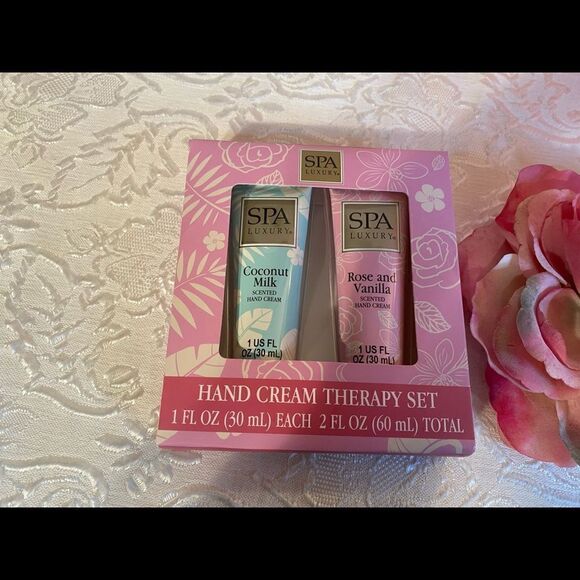 SPA
LUXURY®
SPA
LUXURY®
Coconut
Milk
SCENTED
HAND CREAM
1 US FL
OZ (30 mL)
SPA
LUXURY®
Rose and
Vanilla
SCENTED
HAND CREAM
1 US FL
OZ (30 mL)
HAND CREAM THERAPY SET
1 FL OZ (30 mL) EACH 2 FL OZ (60 mL) TOTAL